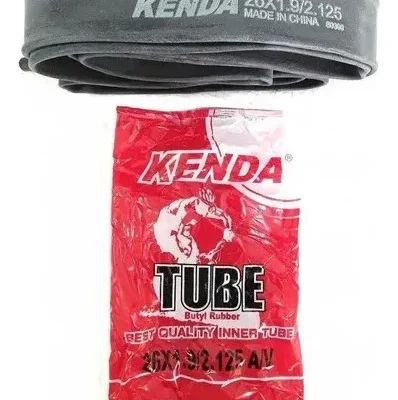 KENDA 26X1.9/2.125
MADE IN CHINA
KENDA®
TUBE
Butyl Rubber
BEST QUALITY INNER TUBE
26X1.9/2.125 A/V